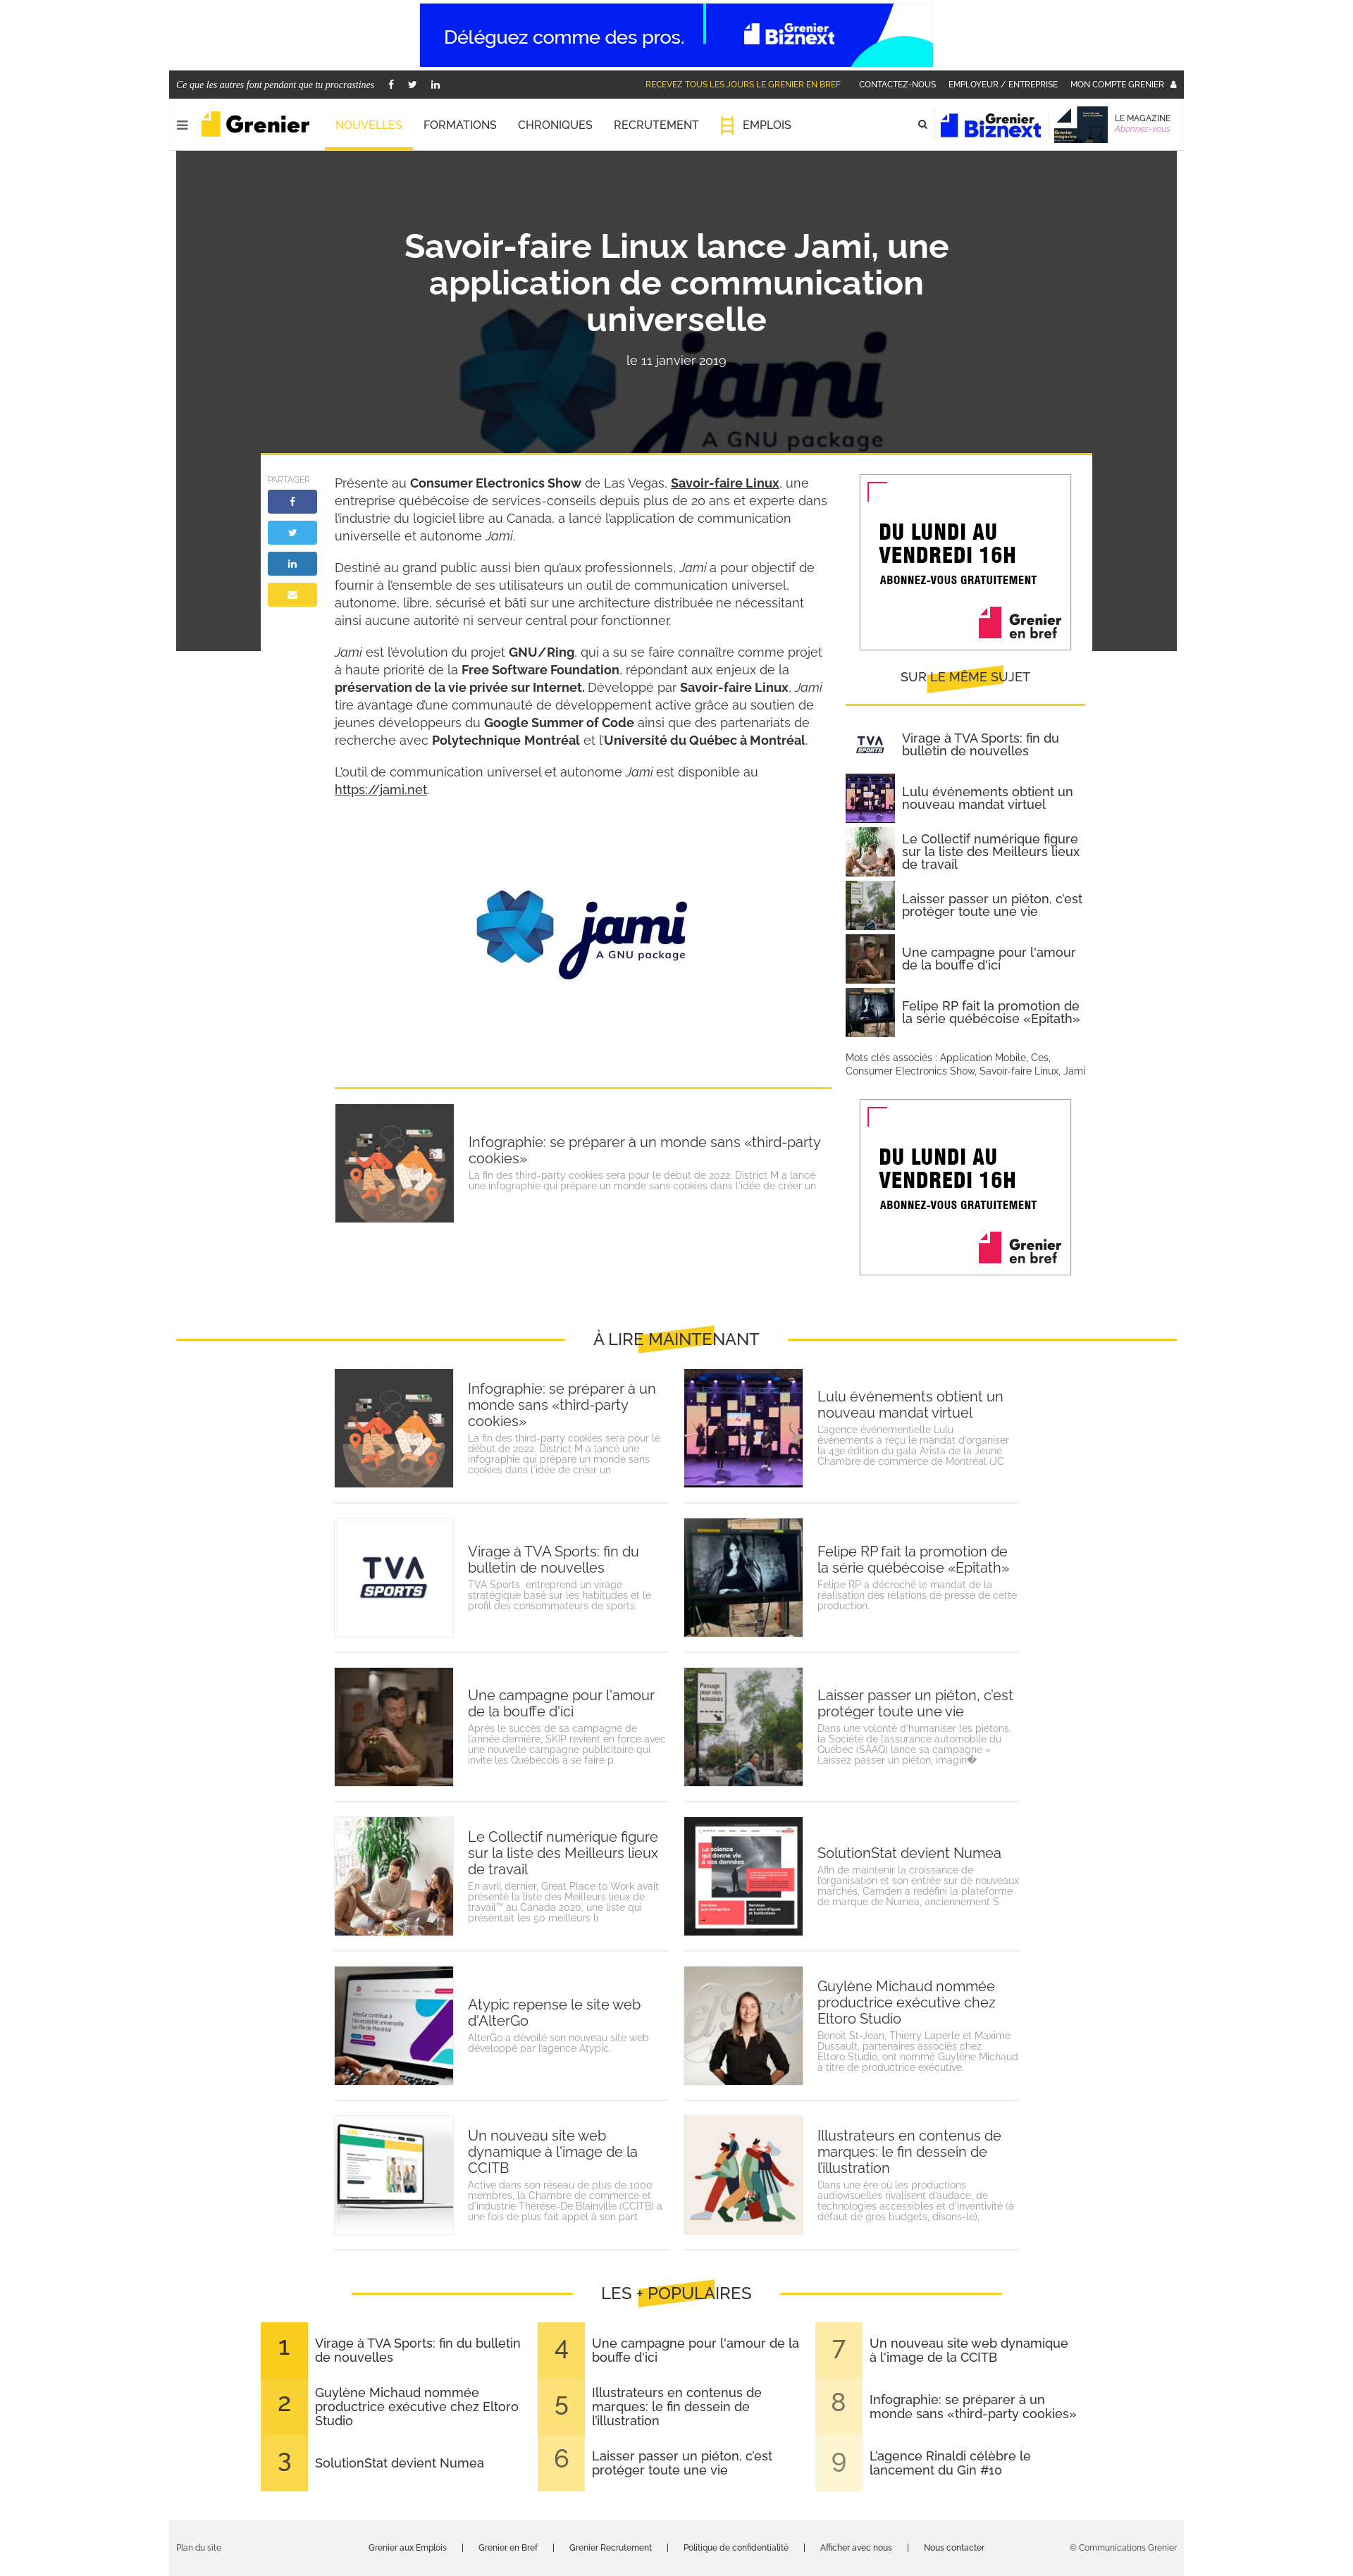 Déléguez comme des pros.
Grenier
Biznext
Ce que les autres font pendant que tu procrastines
RECEVEZ TOUS LES JOURS LE GRENIER EN BREF
CONTACTEZ-NOUS
EMPLOYEUR / ENTREPRISE
MON COMPTE GRENIER
Grenier
NOUVELLES
FORMATIONS
CHRONIQUES
RECRUTEMENT
EMPLOIS
Grenier
Biznext
LE MAGAZINE
Abonnez-vous
Savoir-faire Linux lance Jami, une
application de communication
universelle
le 11 janvier 2019
jami
A GNU package
PARTAGER
Présente au Consumer Electronics Show de Las Vegas, Savoir-faire Linux, une
entreprise québécoise de services-conseils depuis plus de 20 ans et experte dans
l’industrie du logiciel libre au Canada, a lancé l’application de communication
universelle et autonome Jami.
Destiné au grand public aussi bien qu’aux professionnels, Jami a pour objectif de
fournir à l’ensemble de ses utilisateurs un outil de communication universel,
autonome, libre, sécurisé et bâti sur une architecture distribuée ne nécessitant
ainsi aucune autorité ni serveur central pour fonctionner.
Jami est l’évolution du projet GNU/Ring, qui a su se faire connaître comme projet
à haute priorité de la Free Software Foundation, répondant aux enjeux de la
préservation de la vie privée sur Internet. Développé par Savoir-faire Linux, Jami
tire avantage d’une communauté de développement active grâce au soutien de
jeunes développeurs du Google Summer of Code ainsi que des partenariats de
recherche avec Polytechnique Montréal et l’Université du Québec à Montréal.
L’outil de communication universel et autonome Jami est disponible au
https://jami.net.
jami
A GNU package
Infographie: se préparer à un monde sans «third-party
cookies»
La fin des third-party cookies sera pour le début de 2022. District M a lancé
une infographie qui prépare un monde sans cookies dans l'idée de créer un
DU LUNDI AU
VENDREDI 16H
ABONNEZ-VOUS GRATUITEMENT
Grenier
en bref
SUR LE MÊME SUJET
TVA
SPORTS
Virage à TVA Sports: fin du
bulletin de nouvelles
Lulu événements obtient un
nouveau mandat virtuel
Le Collectif numérique figure
sur la liste des Meilleurs lieux
de travail
Laisser passer un piéton, c’est
protéger toute une vie
Une campagne pour l'amour
de la bouffe d'ici
Felipe RP fait la promotion de
la série québécoise «Epitath»
Mots clés associés : Application Mobile, Ces,
Consumer Electronics Show, Savoir-faire Linux, Jami
DU LUNDI AU
VENDREDI 16H
ABONNEZ-VOUS GRATUITEMENT
Grenier
en bref
À LIRE MAINTENANT
Infographie: se préparer à un
monde sans «third-party
cookies»
La fin des third-party cookies sera pour le
début de 2022. District M a lancé une
infographie qui prépare un monde sans
cookies dans l'idée de créer un
Lulu événements obtient un
nouveau mandat virtuel
L’agence événementielle Lulu
événements a reçu le mandat d’organiser
la 43e édition du gala Arista de la Jeune
Chambre de commerce de Montréal (JC
TVA
SPORTS
Virage à TVA Sports: fin du
bulletin de nouvelles
TVA Sports entreprend un virage
stratégique basé sur les habitudes et le
profil des consommateurs de sports.
Felipe RP fait la promotion de
la série québécoise «Epitath»
Felipe RP a décroché le mandat de la
réalisation des relations de presse de cette
production.
Une campagne pour l'amour
de la bouffe d'ici
Après le succès de sa campagne de
l’année dernière, SKIP revient en force avec
une nouvelle campagne publicitaire qui
invite les Québécois à se faire p
Passage
pour vies
humaines
Laisser passer un piéton, c’est
protéger toute une vie
Dans une volonté d’humaniser les piétons,
la Société de l’assurance automobile du
Québec (SAAQ) lance sa campagne «
Laissez passer un piéton, imagin�
Le Collectif numérique figure
sur la liste des Meilleurs lieux
de travail
En avril dernier, Great Place to Work avait
présenté la liste des Meilleurs lieux de
travail™ au Canada 2020, une liste qui
présentait les 50 meilleurs li
La science
qui donne vie
à vos données
SolutionStat devient Numea
Afin de maintenir la croissance de
l’organisation et son entrée sur de nouveaux
marchés, Camden a redéfini la plateforme
de marque de Numea, anciennement S
AlterGo contribue à
l'accessibilité universelle
sur l'île de Montréal
Atypic repense le site web
d'AlterGo
AlterGo a dévoilé son nouveau site web
développé par l’agence Atypic.
Guylène Michaud nommée
productrice exécutive chez
Eltoro Studio
Benoit St-Jean, Thierry Laperle et Maxime
Dussault, partenaires associés chez
Eltoro Studio, ont nommé Guylène Michaud
à titre de productrice exécutive.
Un nouveau site web
dynamique à l'image de la
CCITB
Active dans son réseau de plus de 1000
membres, la Chambre de commerce et
d’industrie Thérèse-De Blainville (CCITB) a
une fois de plus fait appel à son part
Illustrateurs en contenus de
marques: le fin dessein de
l’illustration
Dans une ère où les productions
audiovisuelles rivalisent d’audace, de
technologies accessibles et d’inventivité (à
défaut de gros budgets, disons-le),
LES + POPULAIRES
1
Virage à TVA Sports: fin du bulletin
de nouvelles
2
Guylène Michaud nommée
productrice exécutive chez Eltoro
Studio
3
SolutionStat devient Numea
4
Une campagne pour l'amour de la
bouffe d'ici
5
Illustrateurs en contenus de
marques: le fin dessein de
l’illustration
6
Laisser passer un piéton, c’est
protéger toute une vie
7
Un nouveau site web dynamique
à l'image de la CCITB
8
Infographie: se préparer à un
monde sans «third-party cookies»
9
L’agence Rinaldi célèbre le
lancement du Gin #10
Plan du site
Grenier aux Emplois | Grenier en Bref | Grenier Recrutement | Politique de confidentialité | Afficher avec nous | Nous contacter
© Communications Grenier